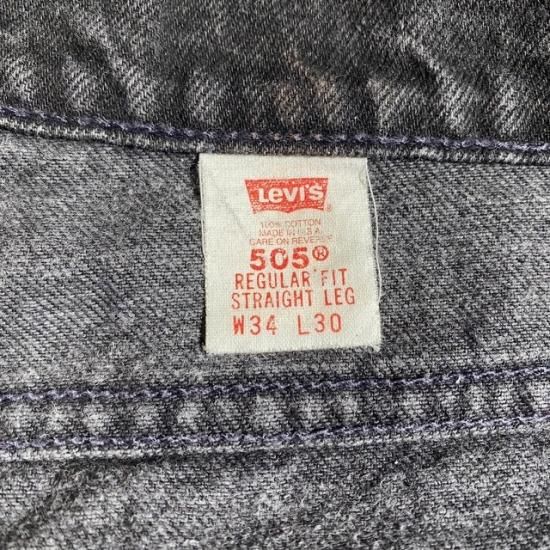 LEVI'S ®
100% COTTON
MADE IN U.S.A.
CARE ON REVERSE
505®
REGULAR FIT
STRAIGHT LEG
W34 L30